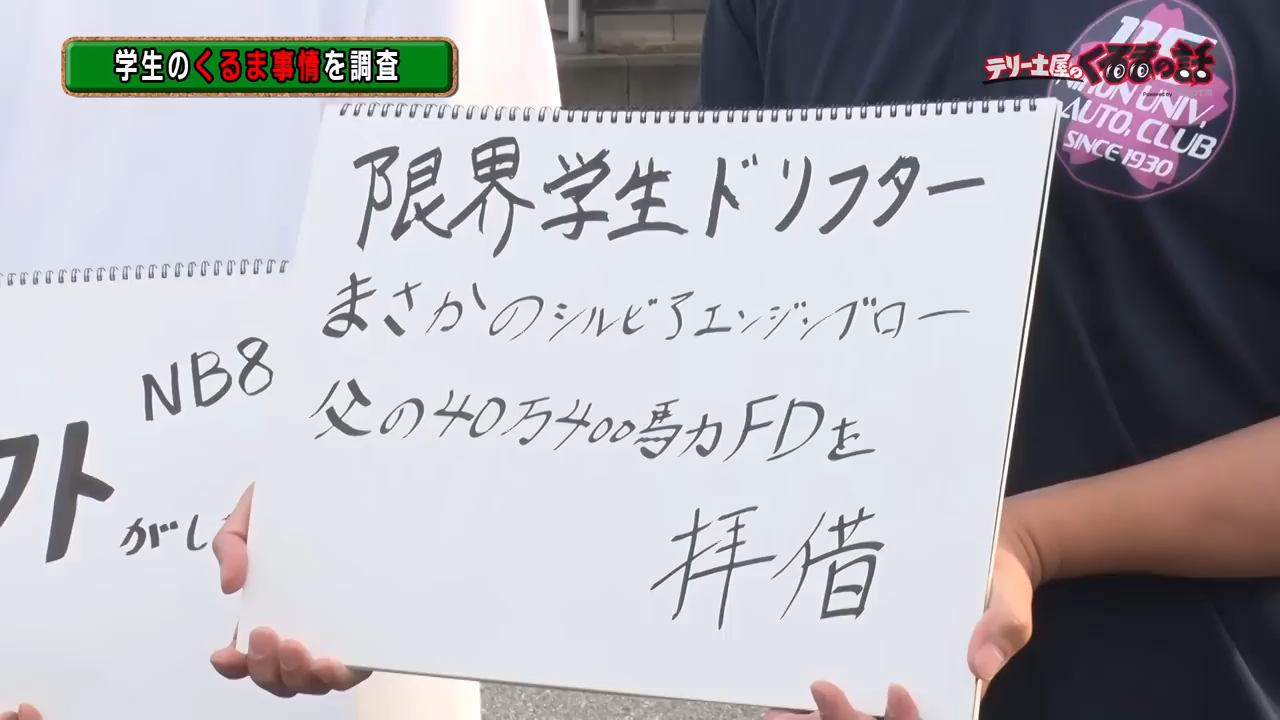 学生のくるま事情を調査
テリー土屋のくるまの話
Powered by
NIHON UNIV.
AUTO, CLUB
SINCE 1930
限界学生ドリフター
まさかのシルビアエンジンブロー
父の40万400馬力FDを
拝借
NB8
フト
がし